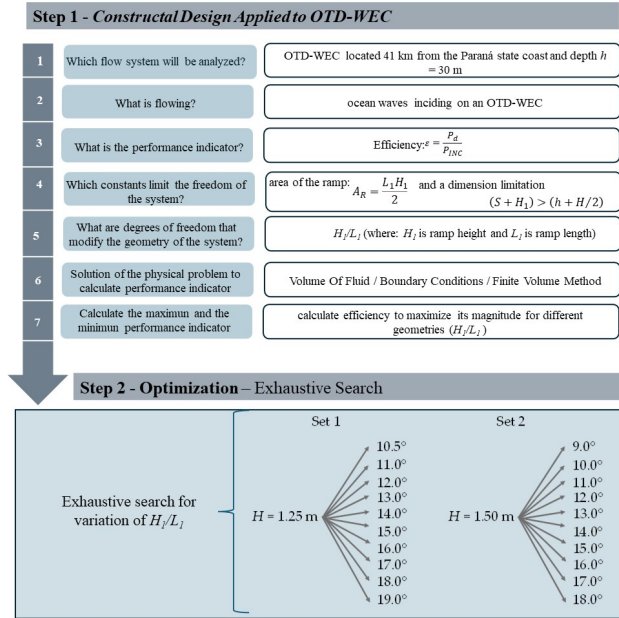 Step 1 - Constructal Design Applied to OTD-WEC
1
Which flow system will be analyzed?
OTD-WEC located 41 km from the Paraná state coast and depth h
= 30 m
2
What is flowing?
ocean waves inciding on an OTD-WEC
3
What is the performance indicator?
Efficiency: ε = P_d / P_INC
4
Which constants limit the freedom of
the system?
area of the ramp: A_R = L_1H_1 / 2 and a dimension limitation
(S + H_1) > (h + H/2)
5
What are degrees of freedom that
modify the geometry of the system?
H_1/L_1 (where: H_1 is ramp height and L_1 is ramp length)
6
Solution of the physical problem to
calculate performance indicator
Volume Of Fluid / Boundary Conditions / Finite Volume Method
7
Calculate the maximun and the
minimun performance indicator
calculate efficiency to maximize its magnitude for different
geometries (H_1/L_1)
Step 2 - Optimization – Exhaustive Search
Exhaustive search for
variation of H_1/L_1
Set 1
H = 1.25 m
10.5°
11.0°
12.0°
13.0°
14.0°
15.0°
16.0°
17.0°
18.0°
19.0°
Set 2
H = 1.50 m
9.0°
10.0°
11.0°
12.0°
13.0°
14.0°
15.0°
16.0°
17.0°
18.0°